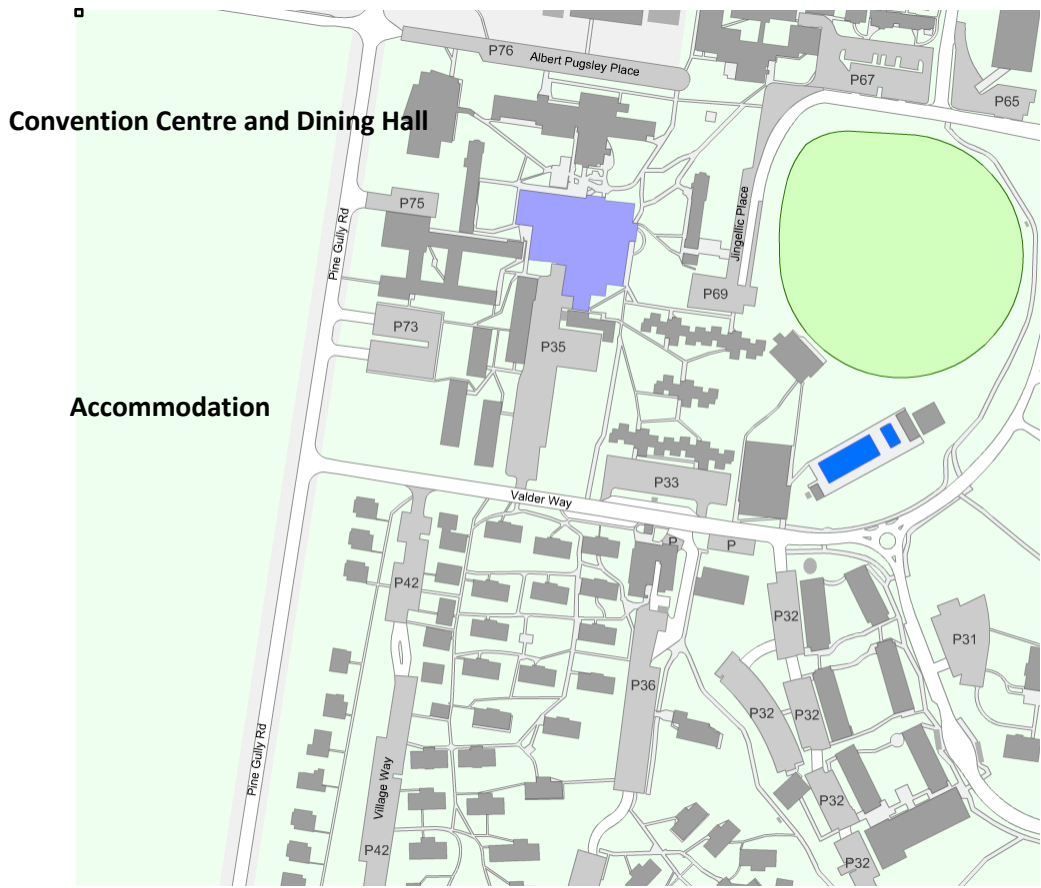 P76
Albert Pugsley Place
P67
P65
Convention Centre and Dining Hall
P75
Jingellic Place
Pine Gully Rd
P69
P73
P35
Accommodation
P33
Valder Way
P
P
P42
P32
P31
P36
P32
P32
Pine Gully Rd
Village Way
P32
P42
P32